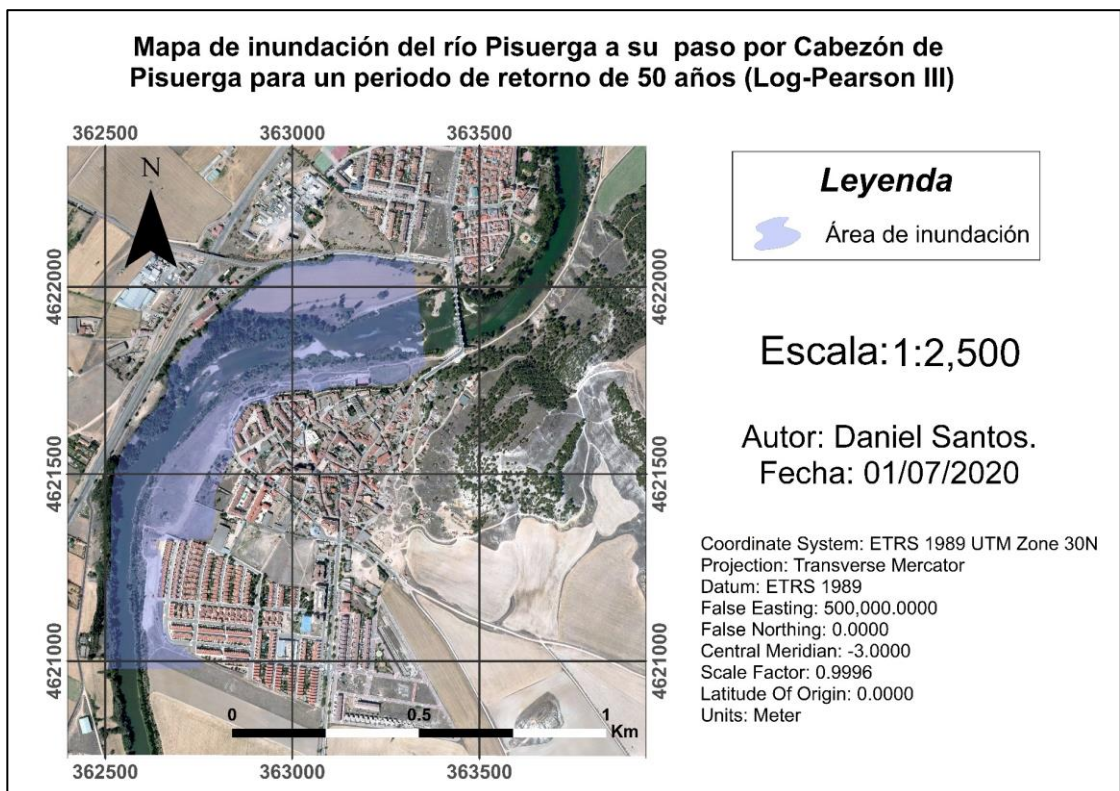 Mapa de inundación del río Pisuerga a su paso por Cabezón de
Pisuerga para un periodo de retorno de 50 años (Log-Pearson III)
362500
363000
363500
N
4622000
4622000
4621500
4621500
4621000
4621000
0
0.5
1
Km
362500
363000
363500
Leyenda
Área de inundación
Escala:1:2,500
Autor: Daniel Santos.
Fecha: 01/07/2020
Coordinate System: ETRS 1989 UTM Zone 30N
Projection: Transverse Mercator
Datum: ETRS 1989
False Easting: 500,000.0000
False Northing: 0.0000
Central Meridian: -3.0000
Scale Factor: 0.9996
Latitude Of Origin: 0.0000
Units: Meter